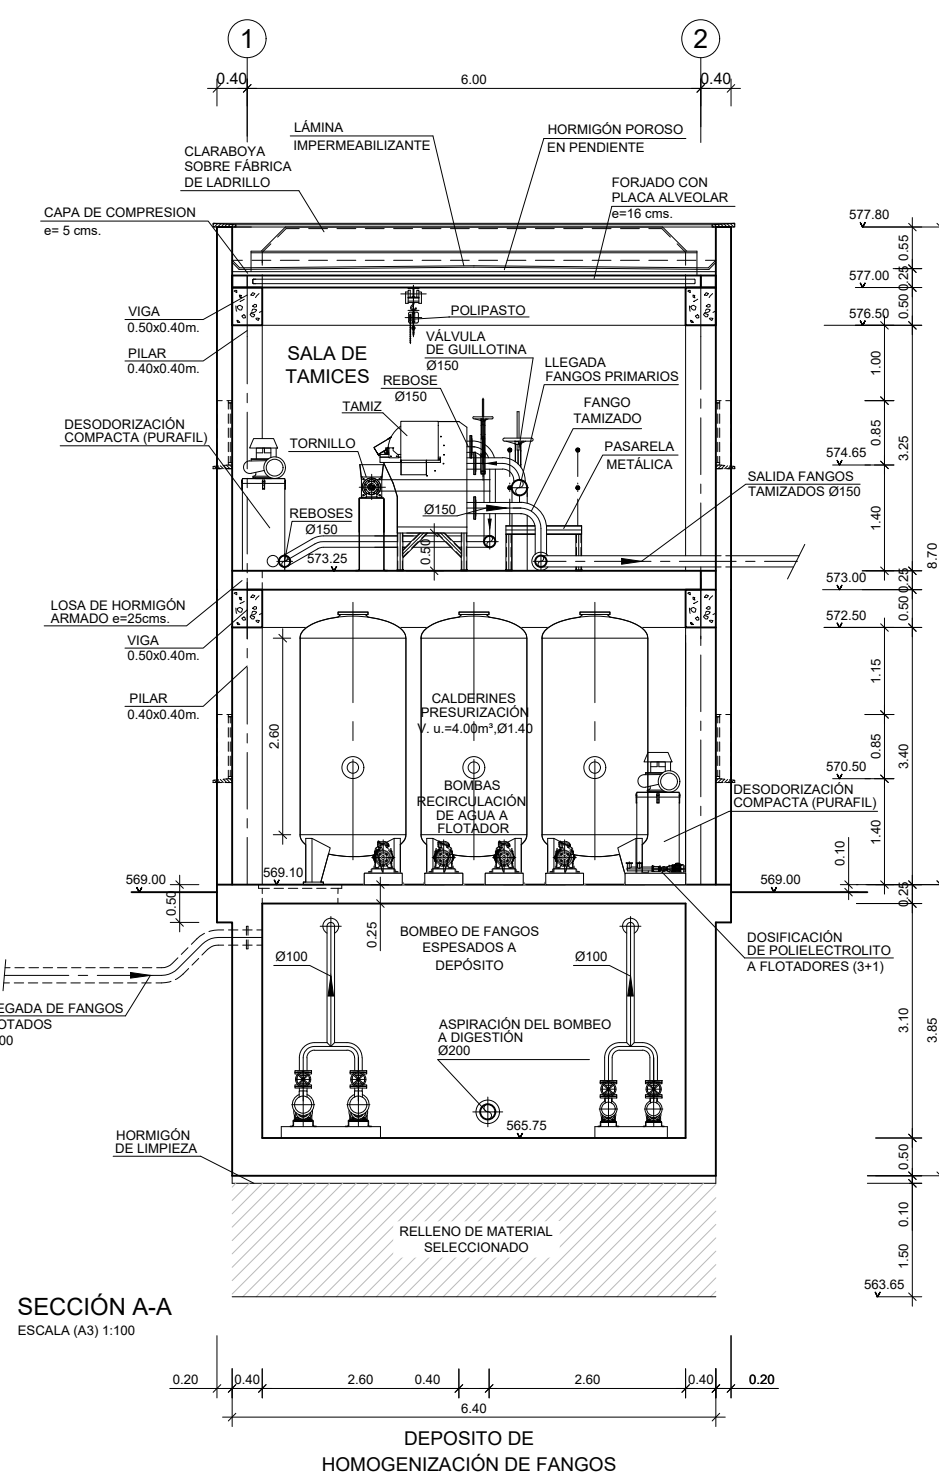 1
2
0.40
6.00
0.40
LÁMINA
IMPERMEABILIZANTE
HORMIGÓN POROSO
EN PENDIENTE
CLARABOYA
SOBRE FÁBRICA
DE LADRILLO
FORJADO CON
PLACA ALVEOLAR
e=16 cms.
CAPA DE COMPRESION
e= 5 cms.
577.80
0.55
577.00
0.25
576.50
0.50
VIGA
0.50x0.40m.
POLIPASTO
PILAR
0.40x0.40m.
SALA DE
TAMICES
VÁLVULA
DE GUILLOTINA
Ø150
LLEGADA
FANGOS PRIMARIOS
REBOSE
Ø150
1.00
TAMIZ
FANGO
TAMIZADO
DESODORIZACIÓN
COMPACTA (PURAFIL)
TORNILLO
PASARELA
METÁLICA
0.85
3.25
574.65
SALIDA FANGOS
TAMIZADOS Ø150
Ø150
REBOSES
Ø150
1.40
0.50
573.25
8.70
573.00
0.25
LOSA DE HORMIGÓN
ARMADO e=25cms.
572.50
0.50
VIGA
0.50x0.40m.
PILAR
0.40x0.40m.
1.15
CALDERINES
PRESURIZACIÓN
V. u.=4.00m³,Ø1.40
2.60
0.85
3.40
570.50
BOMBAS
RECIRCULACIÓN
DE AGUA A
FLOTADOR
DESODORIZACIÓN
COMPACTA (PURAFIL)
1.40
0.10
569.00
569.10
569.00
0.50
0.25
0.25
BOMBEO DE FANGOS
ESPESADOS A
DEPÓSITO
DOSIFICACIÓN
DE POLIELECTROLITO
A FLOTADORES (3+1)
Ø100
Ø100
EGADA DE FANGOS
OTADOS
00
ASPIRACIÓN DEL BOMBEO
A DIGESTIÓN
Ø200
3.10
3.85
565.75
HORMIGÓN
DE LIMPIEZA
0.50
0.10
RELLENO DE MATERIAL
SELECCIONADO
1.50
563.65
SECCIÓN A-A
ESCALA (A3) 1:100
0.20
0.40
2.60
0.40
2.60
0.40
0.20
6.40
DEPOSITO DE
HOMOGENIZACIÓN DE FANGOS